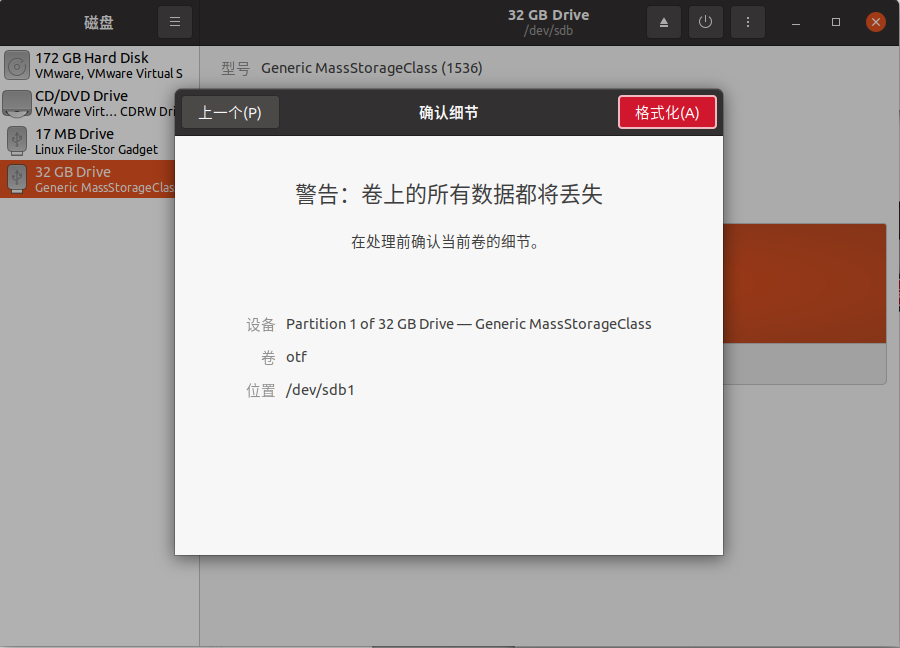 磁盘
32 GB Drive
/dev/sdb
172 GB Hard Disk
VMware, VMware Virtual S
CD/DVD Drive
VMware Virt... CDRW Dri
17 MB Drive
Linux File-Stor Gadget
32 GB Drive
Generic MassStorageClas
型号 Generic MassStorageClass (1536)
上一个(P)
确认细节
格式化(A)
警告：卷上的所有数据都将丢失
在处理前确认当前卷的细节。
设备 Partition 1 of 32 GB Drive — Generic MassStorageClass
卷 otf
位置 /dev/sdb1